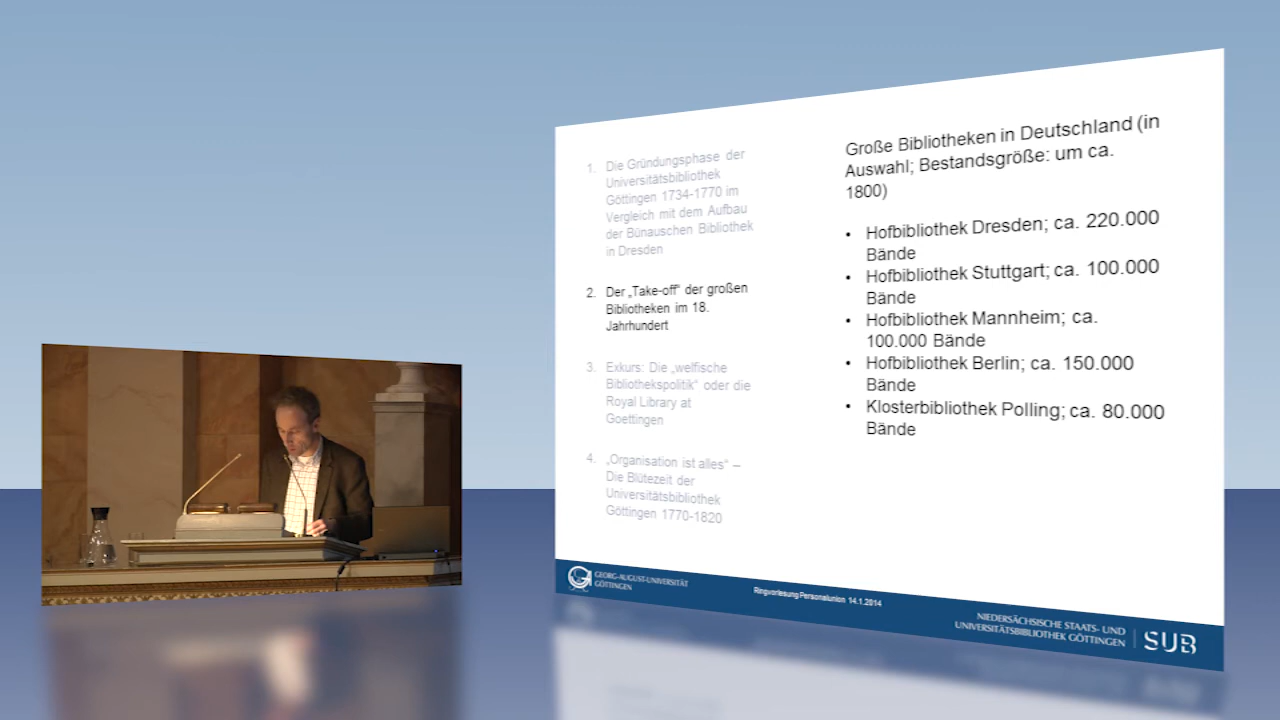 1. Die Gründungsphase der
Universitätsbibliothek
Göttingen 1734-1770 im
Vergleich mit dem Aufbau
der Bünauschen Bibliothek
in Dresden
2. Der „Take-off“ der großen
Bibliotheken im 18.
Jahrhundert
3. Exkurs: Die „welfische
Bibliothekspolitik“ oder die
Royal Library at
Goettingen
4. „Organisation ist alles“ –
Die Blütezeit der
Universitätsbibliothek
Göttingen 1770-1820
Große Bibliotheken in Deutschland (in
Auswahl; Bestandsgröße: um ca.
1800)
• Hofbibliothek Dresden; ca. 220.000
Bände
• Hofbibliothek Stuttgart; ca. 100.000
Bände
• Hofbibliothek Mannheim; ca.
100.000 Bände
• Hofbibliothek Berlin; ca. 150.000
Bände
• Klosterbibliothek Polling; ca. 80.000
Bände
GEORG-AUGUST-UNIVERSITÄT
GÖTTINGEN
Ringvorlesung Personalunion 14.1.2014
NIEDERSÄCHSISCHE STAATS- UND
UNIVERSITÄTSBIBLIOTHEK GÖTTINGEN
SUB